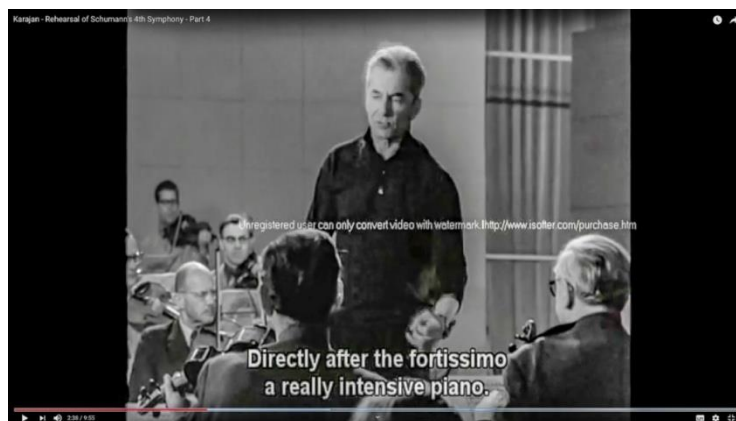 Karajan - Rehearsal of Schumann's 4th Symphony - Part 4
Unregistered user can only convert video with watermark.!http://www.isofter.com/purchase.htm
Directly after the fortissimo
a really intensive piano.
2:38 / 9:55